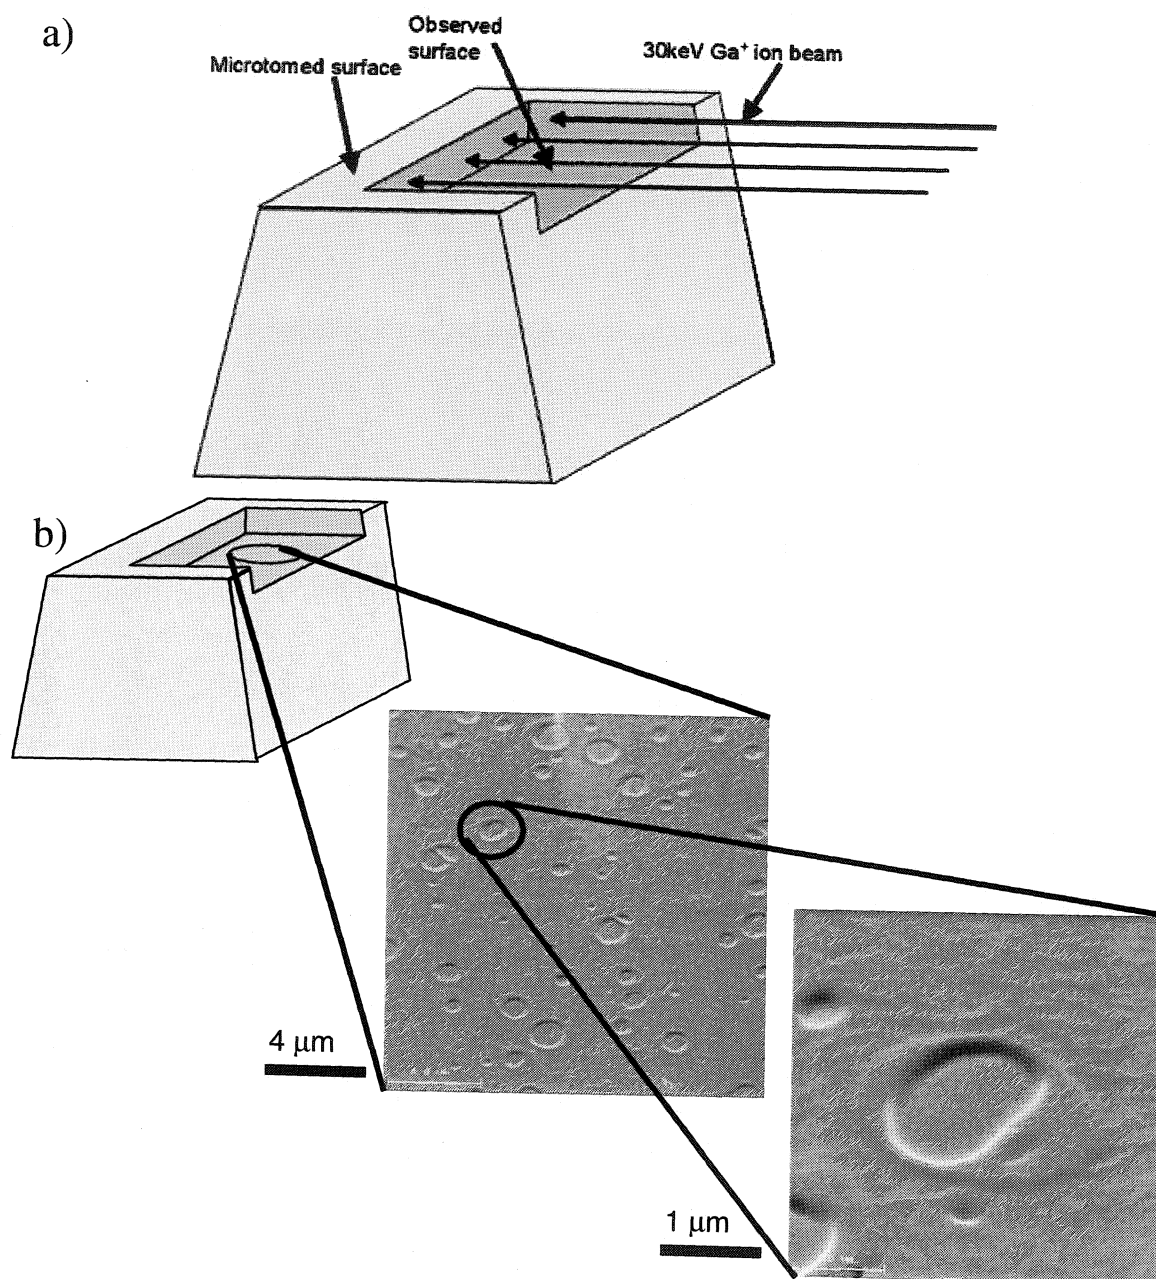 a)
Observed
surface
30keV Ga⁺ ion beam
Microtomed surface
b)
4 μm
1 μm